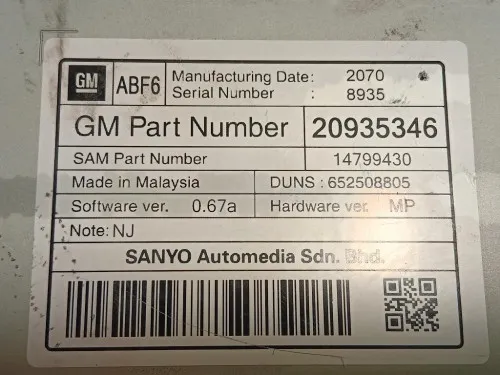 GM ABF6 Manufacturing Date: 2070
Serial Number : 8935
GM Part Number 20935346
SAM Part Number 14799430
Made in Malaysia DUNS : 652508805
Software ver. 0.67a Hardware ver. MP
Note: NJ
SANYO Automedia Sdn. Bhd.